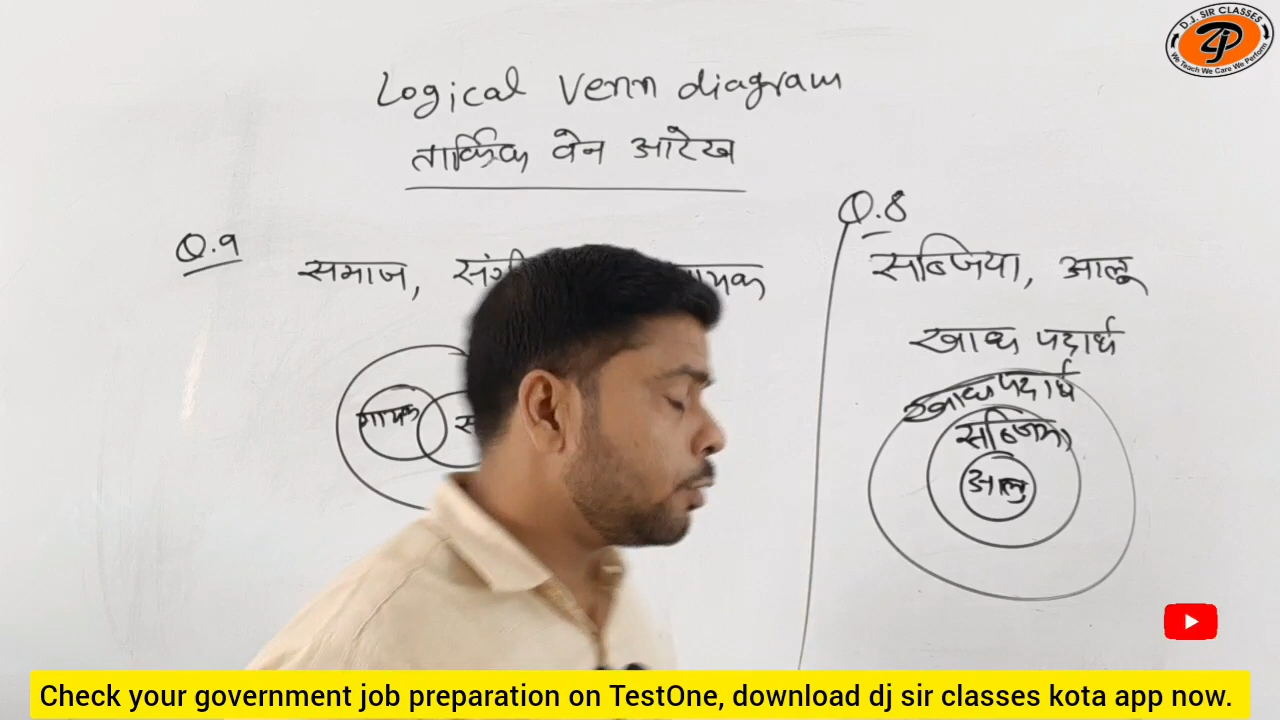 D.J. SIR CLASSES
We Teach We Care We Perform
Logical Venn diagram
तार्किक वेन आरेख
Q.9
समाज,
गायक
Q.8
सब्जिया, आलू
खाद्य पदार्थ
खाद्य पदार्थ
सब्जिया
आलु
Check your government job preparation on TestOne, download dj sir classes kota app now.